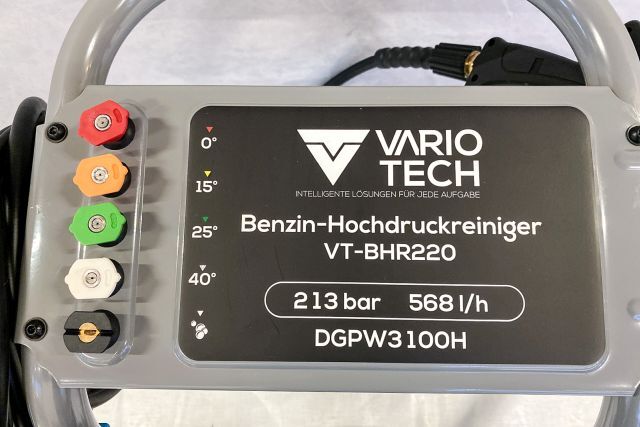 VARIO
TECH
INTELLIGENTE LÖSUNGEN FÜR JEDE AUFGABE
Benzin-Hochdruckreiniger
VT-BHR220
213 bar 568 l/h
DGPW3100H
0°
15°
25°
40°